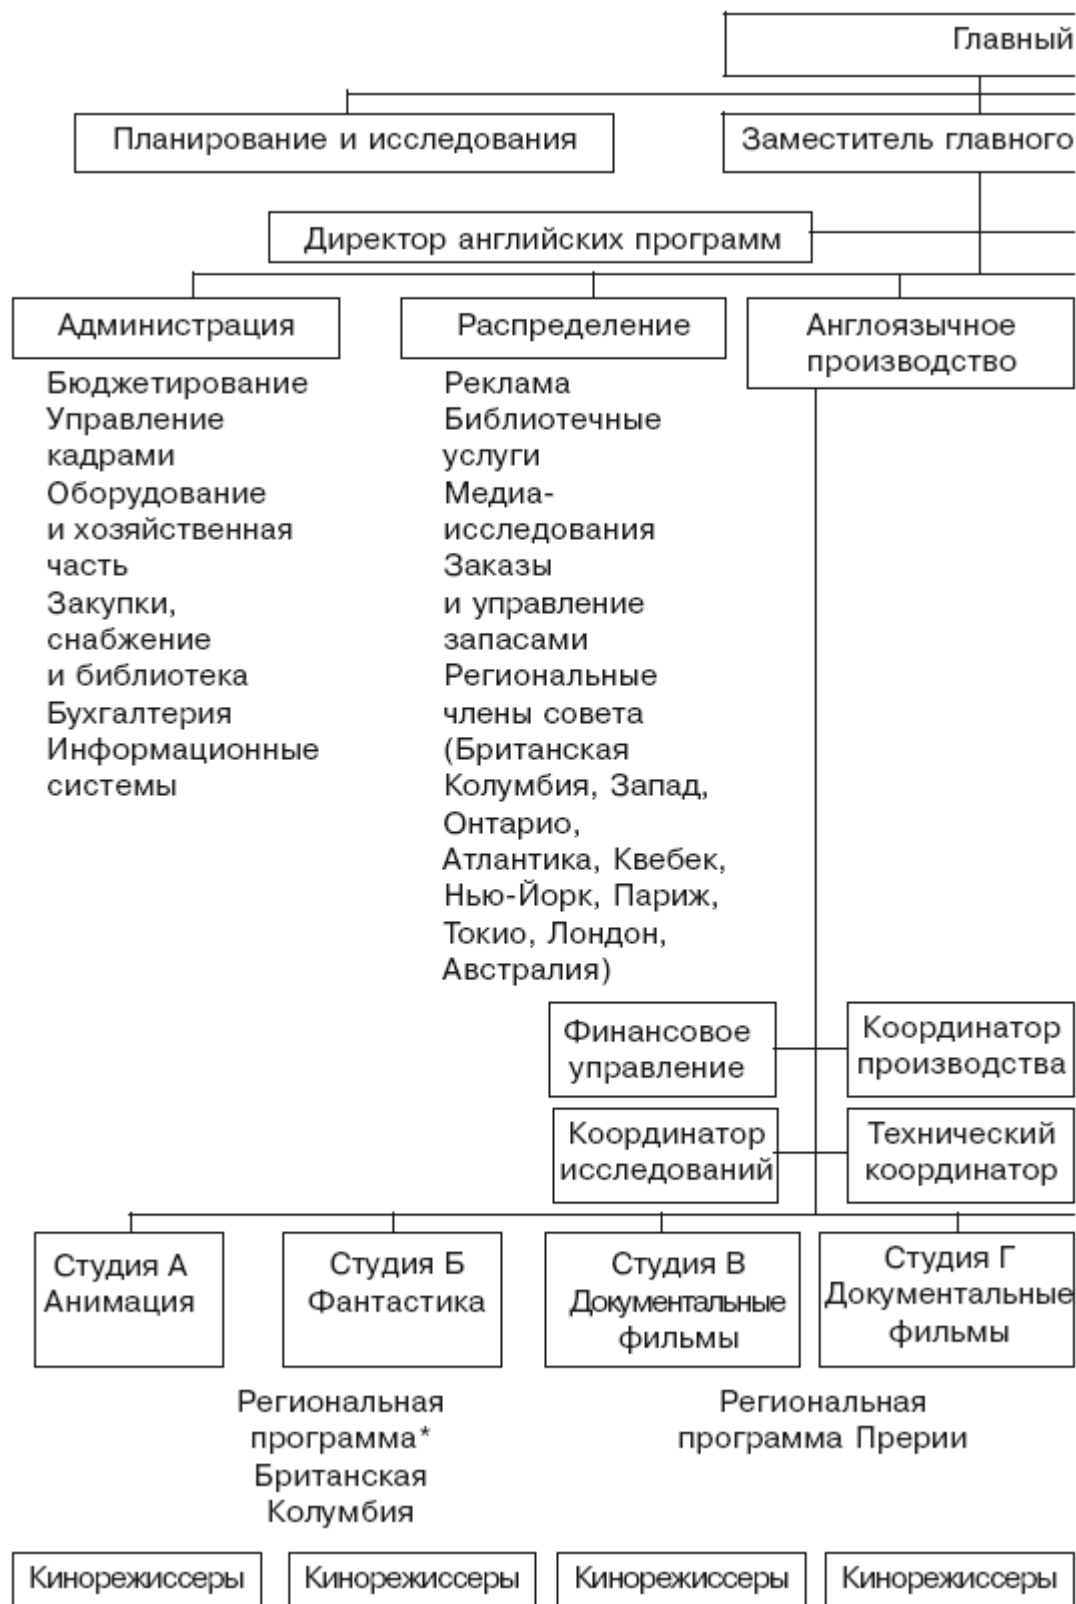 Главный
Планирование и исследования
Заместитель главного
Директор английских программ
Администрация
Бюджетирование
Управление
кадрами
Оборудование
и хозяйственная
часть
Закупки,
снабжение
и библиотека
Бухгалтерия
Информационные
системы
Распределение
Реклама
Библиотечные
услуги
Медиа-
исследования
Заказы
и управление
запасами
Региональные
члены совета
(Британская
Колумбия, Запад,
Онтарио,
Атлантика, Квебек,
Нью-Йорк, Париж,
Токио, Лондон,
Австралия)
Англоязычное
производство
Финансовое
управление
Координатор
производства
Координатор
исследований
Технический
координатор
Студия А
Анимация
Студия Б
Фантастика
Студия В
Документальные
фильмы
Студия Г
Документальные
фильмы
Региональная
программа*
Британская
Колумбия
Региональная
программа Прерии
Кинорежиссеры
Кинорежиссеры
Кинорежиссеры
Кинорежиссеры